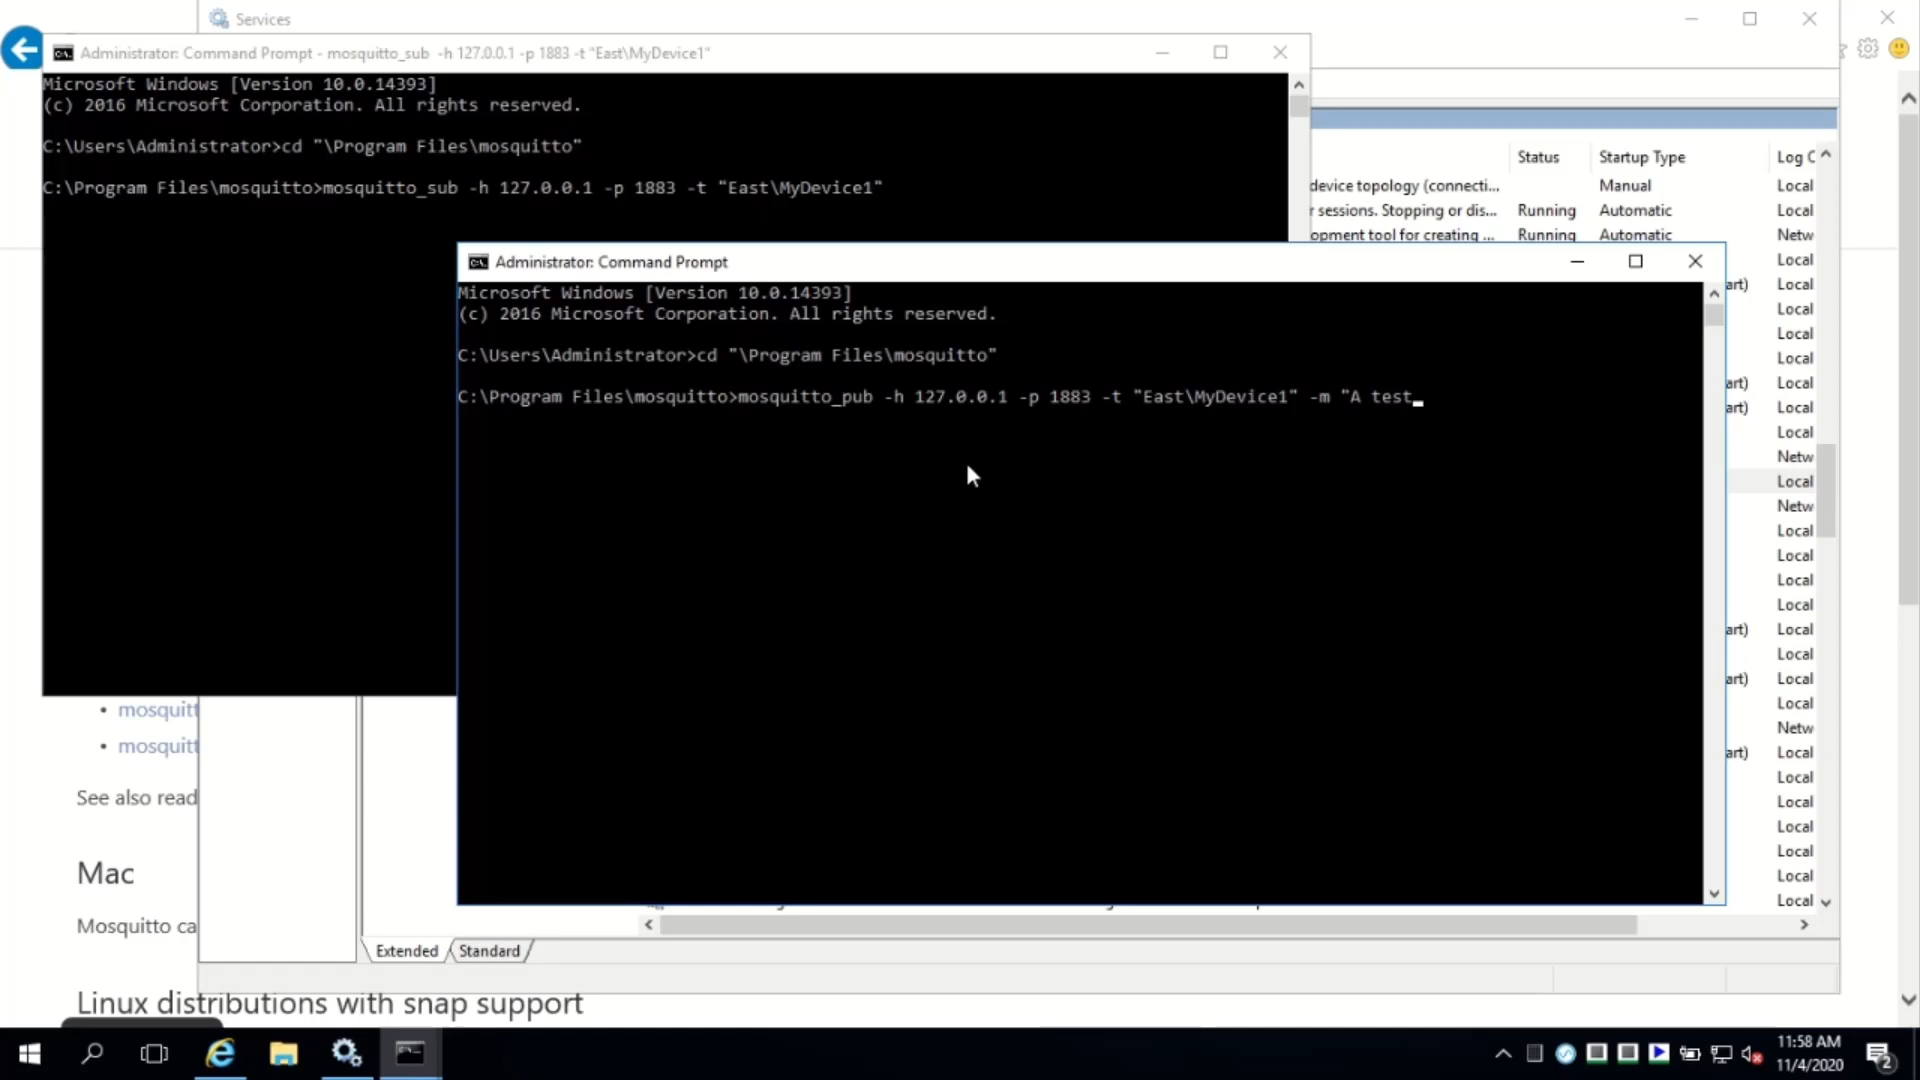 Services
Administrator: Command Prompt - mosquitto_sub -h 127.0.0.1 -p 1883 -t "East\MyDevice1"
Microsoft Windows [Version 10.0.14393]
(c) 2016 Microsoft Corporation. All rights reserved.
C:\Users\Administrator>cd "\Program Files\mosquitto"
C:\Program Files\mosquitto>mosquitto_sub -h 127.0.0.1 -p 1883 -t "East\MyDevice1"
Status Startup Type Log O
device topology (connecti... Manual Local
r sessions. Stopping or dis... Running Automatic Local
opment tool for creating ... Running Automatic Netw
Administrator: Command Prompt
Microsoft Windows [Version 10.0.14393]
(c) 2016 Microsoft Corporation. All rights reserved.
C:\Users\Administrator>cd "\Program Files\mosquitto"
C:\Program Files\mosquitto>mosquitto_pub -h 127.0.0.1 -p 1883 -t "East\MyDevice1" -m "A test_
Local
art) Local
Local
Local
Local
art) Local
art) Local
Local
Netw
Local
Netw
Local
Local
Local
Local
art) Local
Local
art) Local
Local
Netw
art) Local
Local
Local
Local
Local
Local
Local
mosquitt
mosquitt
See also read
Mac
Mosquitto ca
Extended Standard
Linux distributions with snap support
11:58 AM
11/4/2020
2